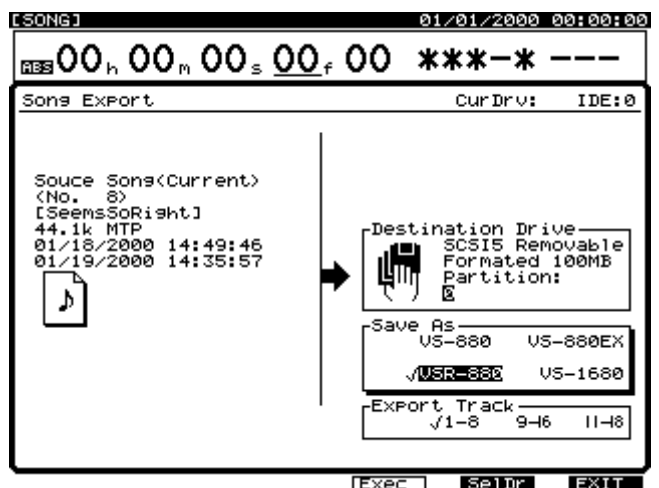 [SONG] 01/01/2000 00:00:00
ABS 00h 00m 00s 00f 00 ***-* ---
Song Export CurDrv: IDE:0
Souce Song(Current)
(No. 8)
[SeemsSoRight]
44.1k MTP
01/18/2000 14:49:46
01/19/2000 14:35:57
Destination Drive
SCSI5 Removable
Formated 100MB
Partition:
0
Save As
VS-880 VS-880EX
√VSR-880 VS-1680
Export Track
√1-8 9-16 11-18
Exec SelDr EXIT